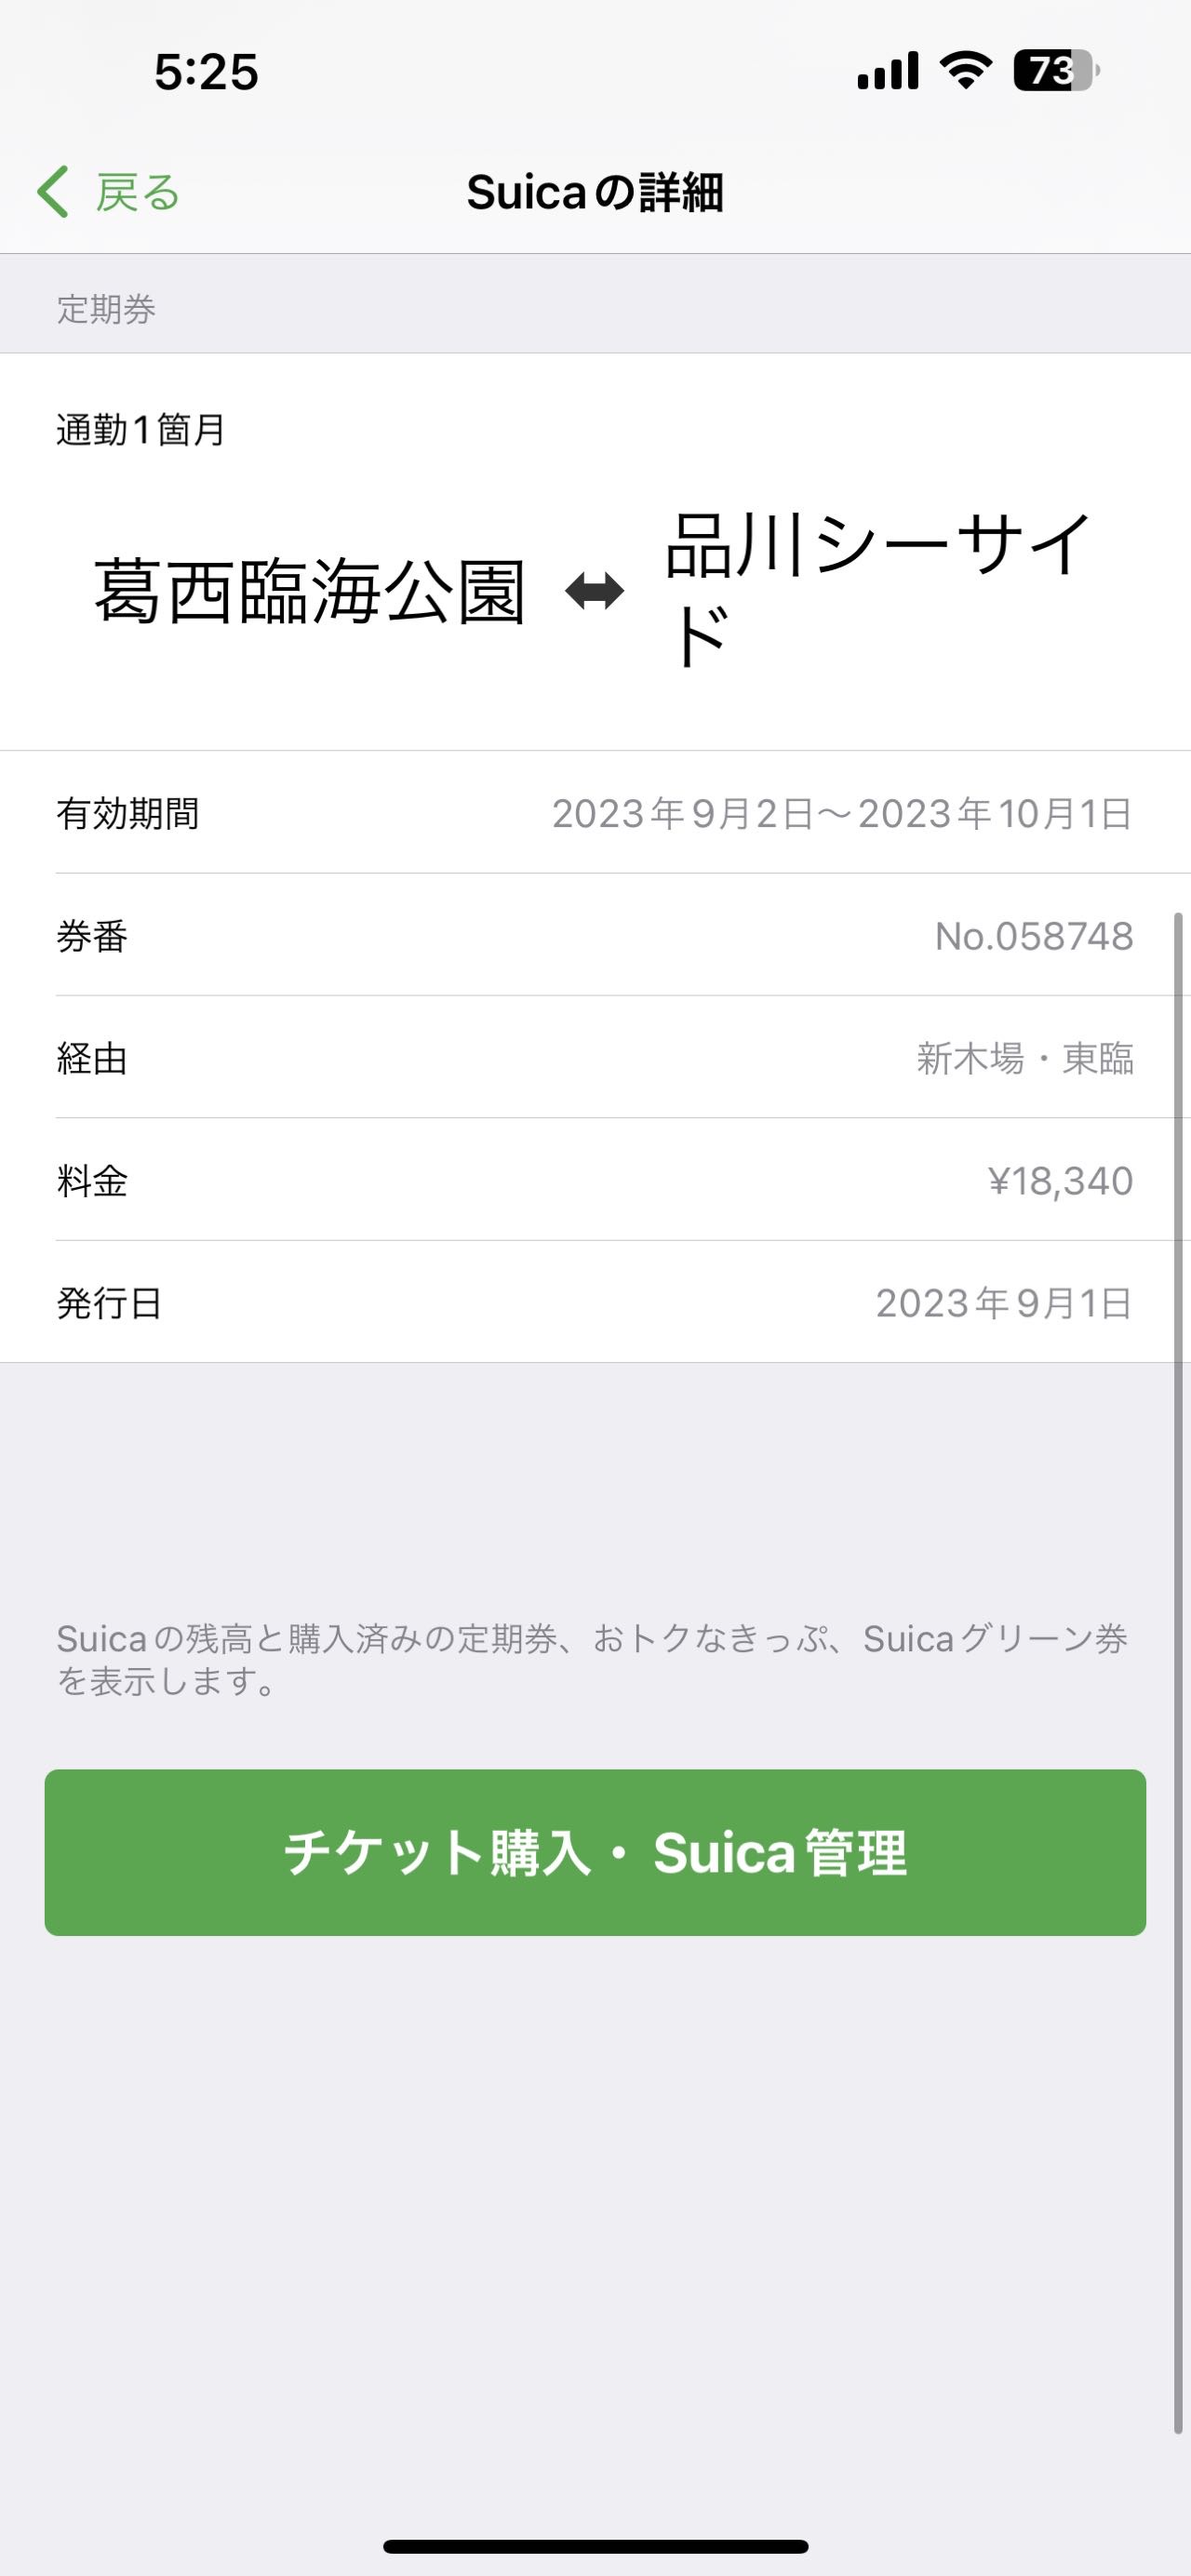 5:25
73
戻る
Suicaの詳細
定期券
通勤1箇月
葛西臨海公園 ⬌ 品川シーサイ
ド
有効期間 2023年9月2日〜2023年10月1日
券番 No.058748
経由 新木場・東臨
料金 ¥18,340
発行日 2023年9月1日
Suicaの残高と購入済みの定期券、おトクなきっぷ、Suicaグリーン券
を表示します。
チケット購入・Suica管理